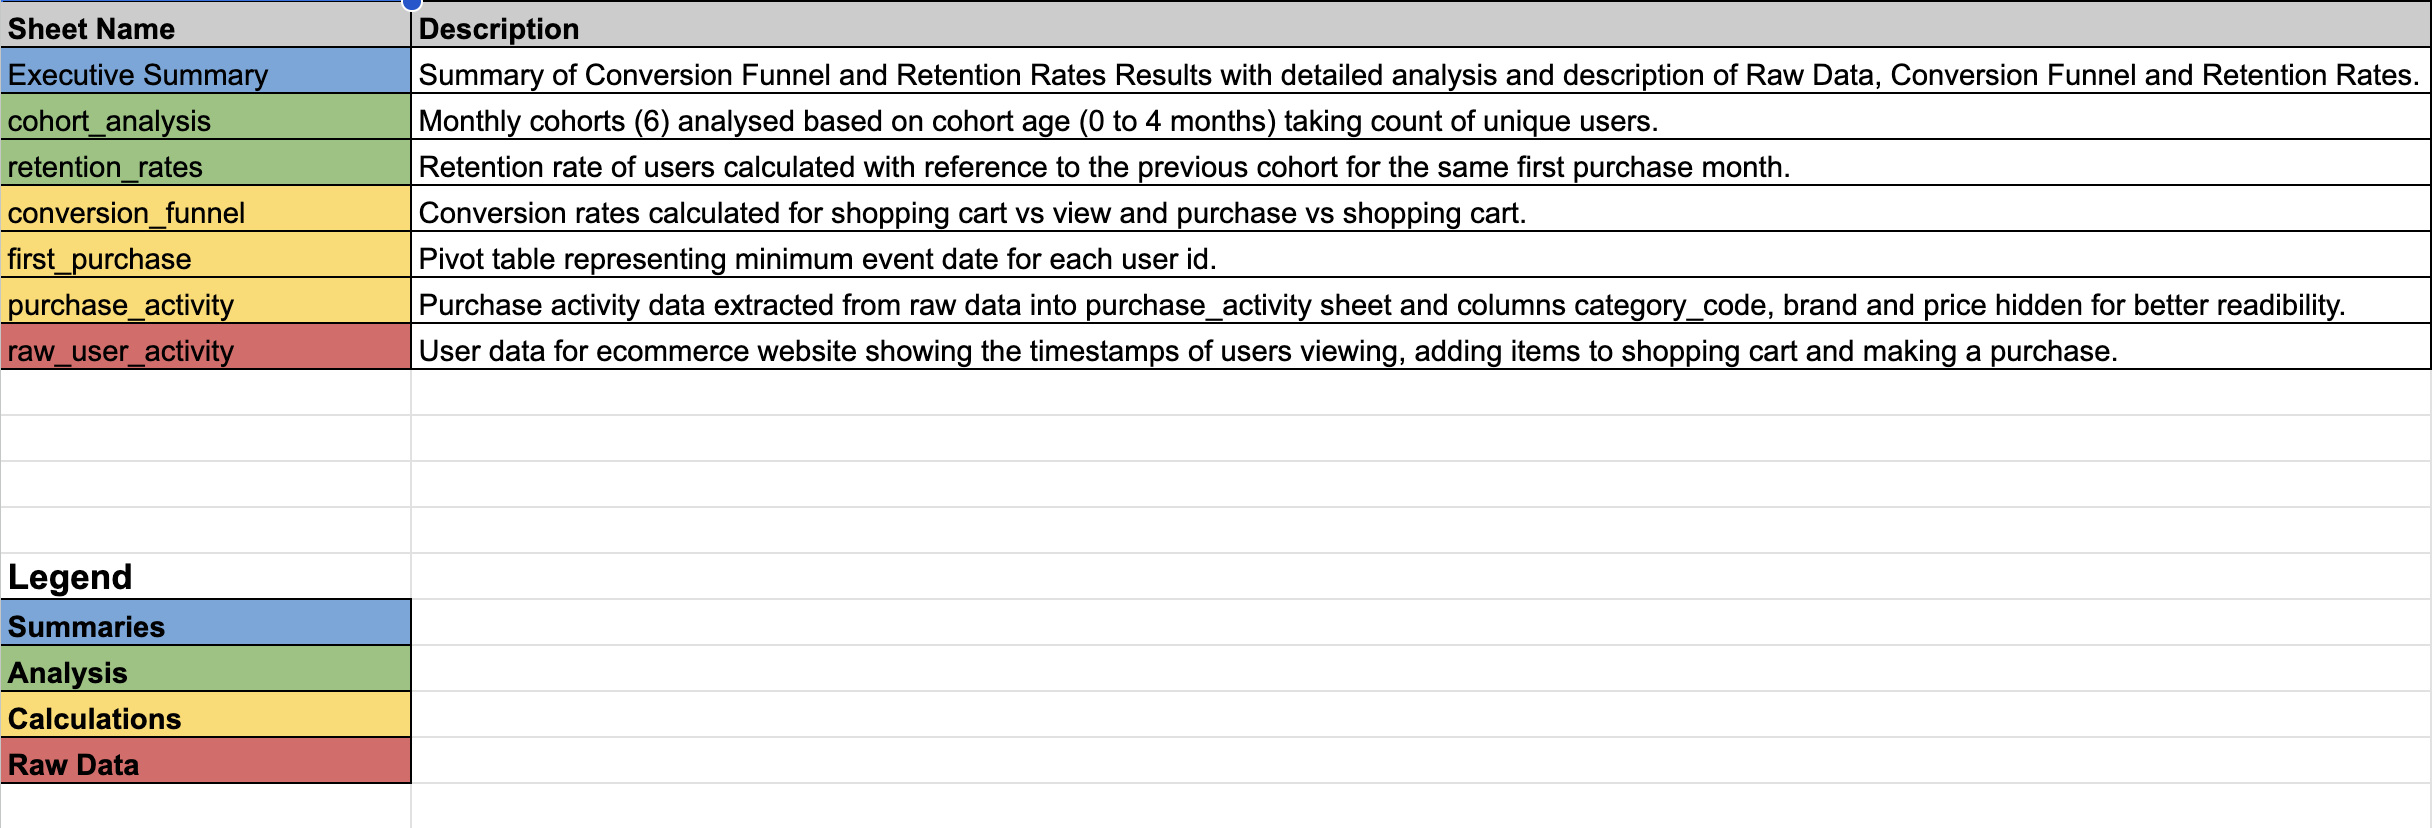 Sheet Name Description
Executive Summary Summary of Conversion Funnel and Retention Rates Results with detailed analysis and description of Raw Data, Conversion Funnel and Retention Rates.
cohort_analysis Monthly cohorts (6) analysed based on cohort age (0 to 4 months) taking count of unique users.
retention_rates Retention rate of users calculated with reference to the previous cohort for the same first purchase month.
conversion_funnel Conversion rates calculated for shopping cart vs view and purchase vs shopping cart.
first_purchase Pivot table representing minimum event date for each user id.
purchase_activity Purchase activity data extracted from raw data into purchase_activity sheet and columns category_code, brand and price hidden for better readibility.
raw_user_activity User data for ecommerce website showing the timestamps of users viewing, adding items to shopping cart and making a purchase.
Legend
Summaries
Analysis
Calculations
Raw Data